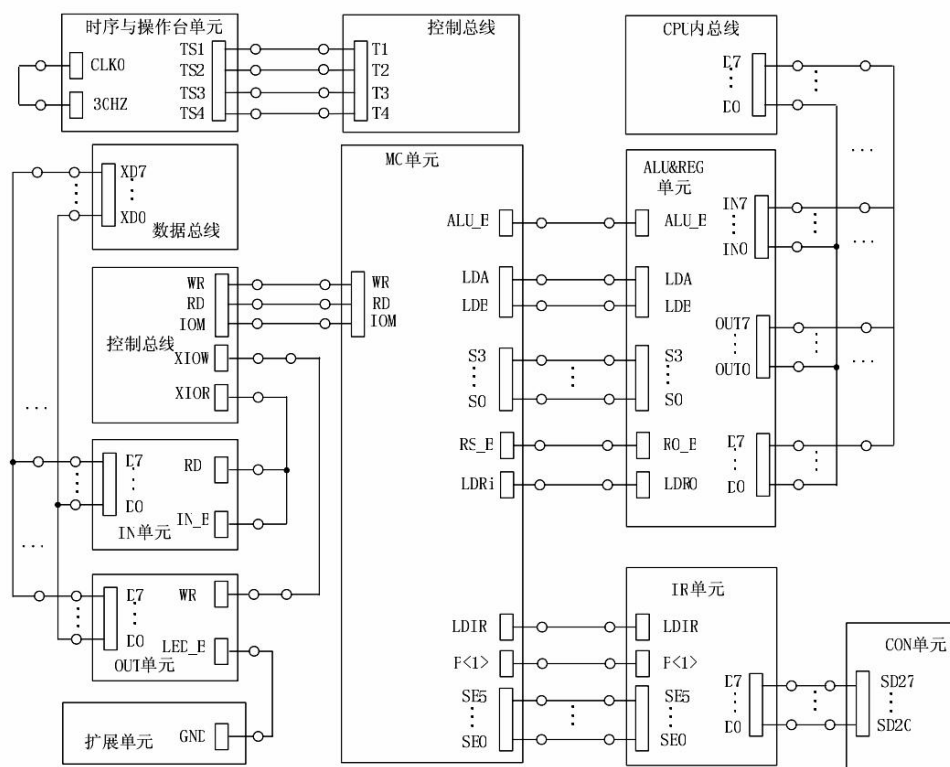 时序与操作台单元
CLK0
3CHZ
TS1
TS2
TS3
TS4
控制总线
T1
T2
T3
T4
CPU内总线
D7
D0
XD7
XD0
数据总线
MC单元
ALU_B
LDA
LDB
S3
S0
RS_B
LDRi
LDIR
P<1>
SE5
SE0
WR
RD
IOM
ALU&REG
单元
ALU_B
LDA
LDB
S3
S0
R0_B
LDR0
IN7
IN0
OUT7
OUT0
D7
D0
控制总线
WR
RD
IOM
XIOW
XIOR
D7
D0
IN单元
RD
IN_B
D7
D0
OUT单元
WR
LED_B
扩展单元
GND
IR单元
LDIR
P<1>
SE5
SE0
D7
D0
CON单元
SD27
SD20